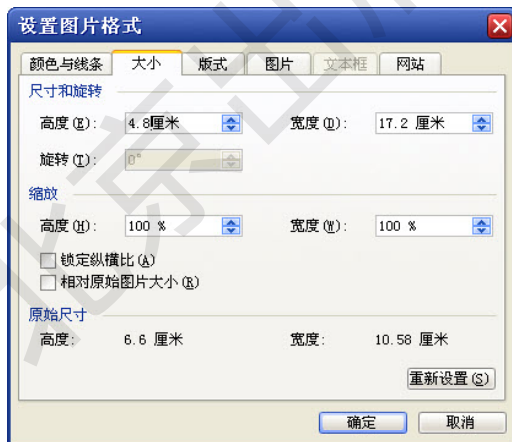 设置图片格式
颜色与线条 大小 版式 图片 文本框 网站
尺寸和旋转
高度(E): 4.8厘米 宽度(D): 17.2 厘米
旋转(T): 0°
缩放
高度(H): 100 % 宽度(W): 100 %
锁定纵横比(A)
相对原始图片大小(R)
原始尺寸
高度: 6.6 厘米 宽度: 10.58 厘米
重新设置(S)
确定 取消
北京出